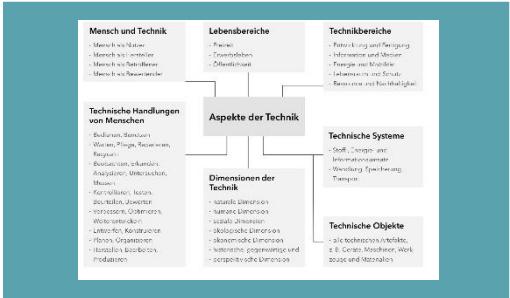 Mensch und Technik
- Mensch als Nutzer
- Mensch als Hersteller
- Mensch als Betroffener
- Mensch als Bewertender
Lebensbereiche
- Freizeit
- Erwerbsleben
- Öffentlichkeit
Technikbereiche
- Entwicklung und Fertigung
- Information und Medien
- Energie und Mobilität
- Lebensraum und Schutz
- Ressource und Nachhaltigkeit
Aspekte der Technik
Technische Handlungen
von Menschen
- Bedienen, Benutzen
- Warten, Pflege, Reparieren,
Recyceln
- Beobachten, Erkunden,
Analysieren, Untersuchen,
Messen
- Kontrollieren, Testen,
Beurteilen, Bewerten
- Verbessern, Optimieren,
Weiterentwickeln
- Entwerfen, Konstruieren
- Planen, Organisieren
- Herstellen, Bearbeiten,
Produzieren
Dimensionen der
Technik
- naturale Dimension
- humane Dimension
- soziale Dimension
- ökologische Dimension
- ökonomische Dimension
- historische, gegenwärtige und
- perspektivische Dimension
Technische Systeme
- Stoff-, Energie- und
Informationsumsatz
- Wandlung, Speicherung,
Transport
Technische Objekte
- alle technischen Artefakte,
z. B. Geräte, Maschinen, Werk
zeuge und Materialien